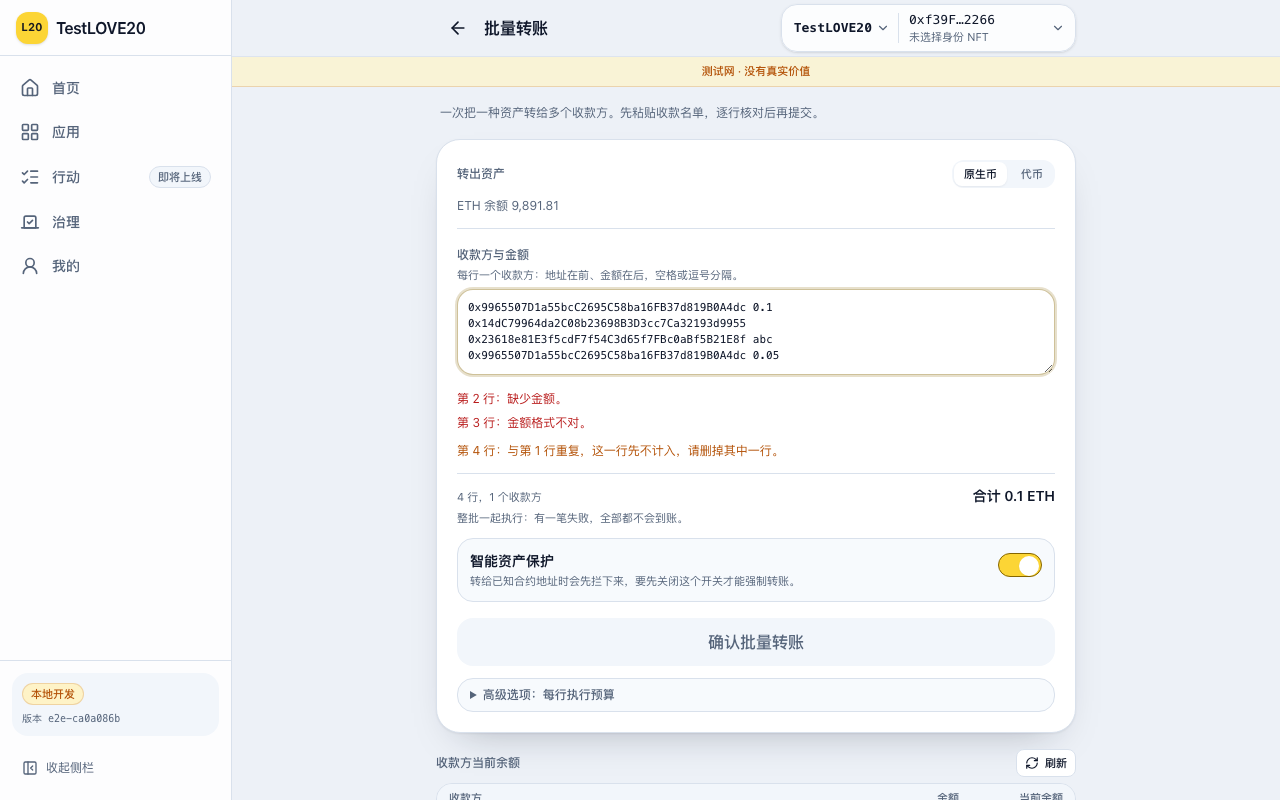 L20 TestLOVE20
首页
应用
行动 即将上线
治理
我的
本地开发
版本 e2e-ca0a086b
收起侧栏
批量转账
TestLOVE20
0xf39F…2266
未选择身份 NFT
测试网 · 没有真实价值
一次把一种资产转给多个收款方。先粘贴收款名单，逐行核对后再提交。
转出资产 原生币 代币
ETH 余额 9,891.81
收款方与金额
每行一个收款方：地址在前、金额在后，空格或逗号分隔。
0x9965507D1a55bcC2695C58ba16FB37d819B0A4dc 0.1
0x14dC79964da2C08b23698B3D3cc7Ca32193d9955
0x23618e81E3f5cdF7f54C3d65f7FBc0aBf5B21E8f abc
0x9965507D1a55bcC2695C58ba16FB37d819B0A4dc 0.05
第 2 行：缺少金额。
第 3 行：金额格式不对。
第 4 行：与第 1 行重复，这一行先不计入，请删掉其中一行。
4 行，1 个收款方 合计 0.1 ETH
整批一起执行：有一笔失败，全部都不会到账。
智能资产保护
转给已知合约地址时会先拦下来，要先关闭这个开关才能强制转账。
确认批量转账
高级选项：每行执行预算
收款方当前余额 刷新
收款方 金额 当前余额